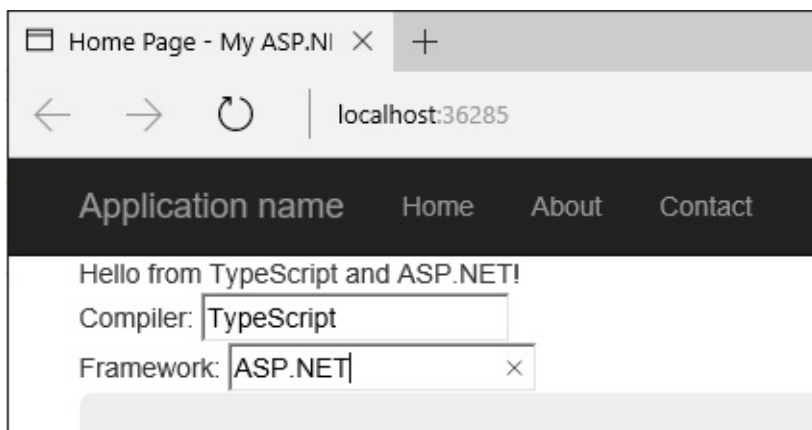 Home Page - My ASP.NI
localhost:36285
Application name Home About Contact
Hello from TypeScript and ASP.NET!
Compiler: TypeScript
Framework: ASP.NET